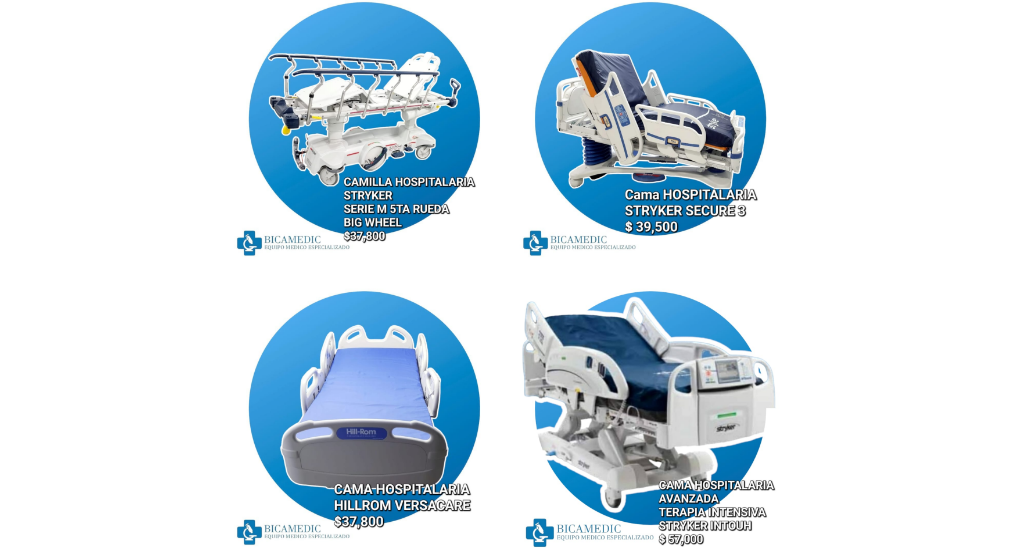 CAMILLA HOSPITALARIA
STRYKER
SERIE M 5TA RUEDA
BIG WHEEL
$37,800
BICAMEDIC
EQUIPO MEDICO ESPECIALIZADO
Cama HOSPITALARIA
STRYKER SECURE 3
$ 39,500
BICAMEDIC
EQUIPO MEDICO ESPECIALIZADO
Hill-Rom
CAMA HOSPITALARIA
HILLROM VERSACARE
$37,800
BICAMEDIC
EQUIPO MEDICO ESPECIALIZADO
stryker
stryker
CAMA HOSPITALARIA
AVANZADA
TERAPIA INTENSIVA
STRYKER INTOUH
$ 57,000
BICAMEDIC
EQUIPO MEDICO ESPECIALIZADO